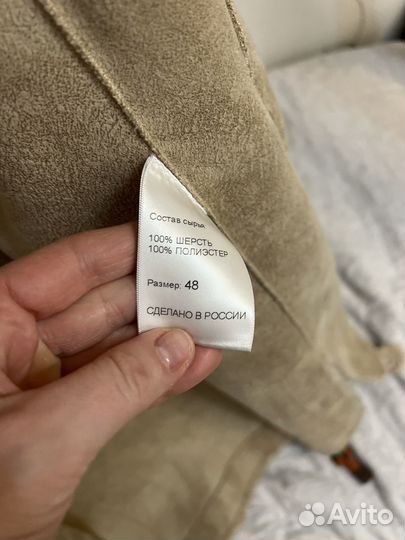 Состав сырья
100% ШЕРСТЬ
100% ПОЛИЭСТЕР
Размер: 48
СДЕЛАНО В РОССИИ
Avito